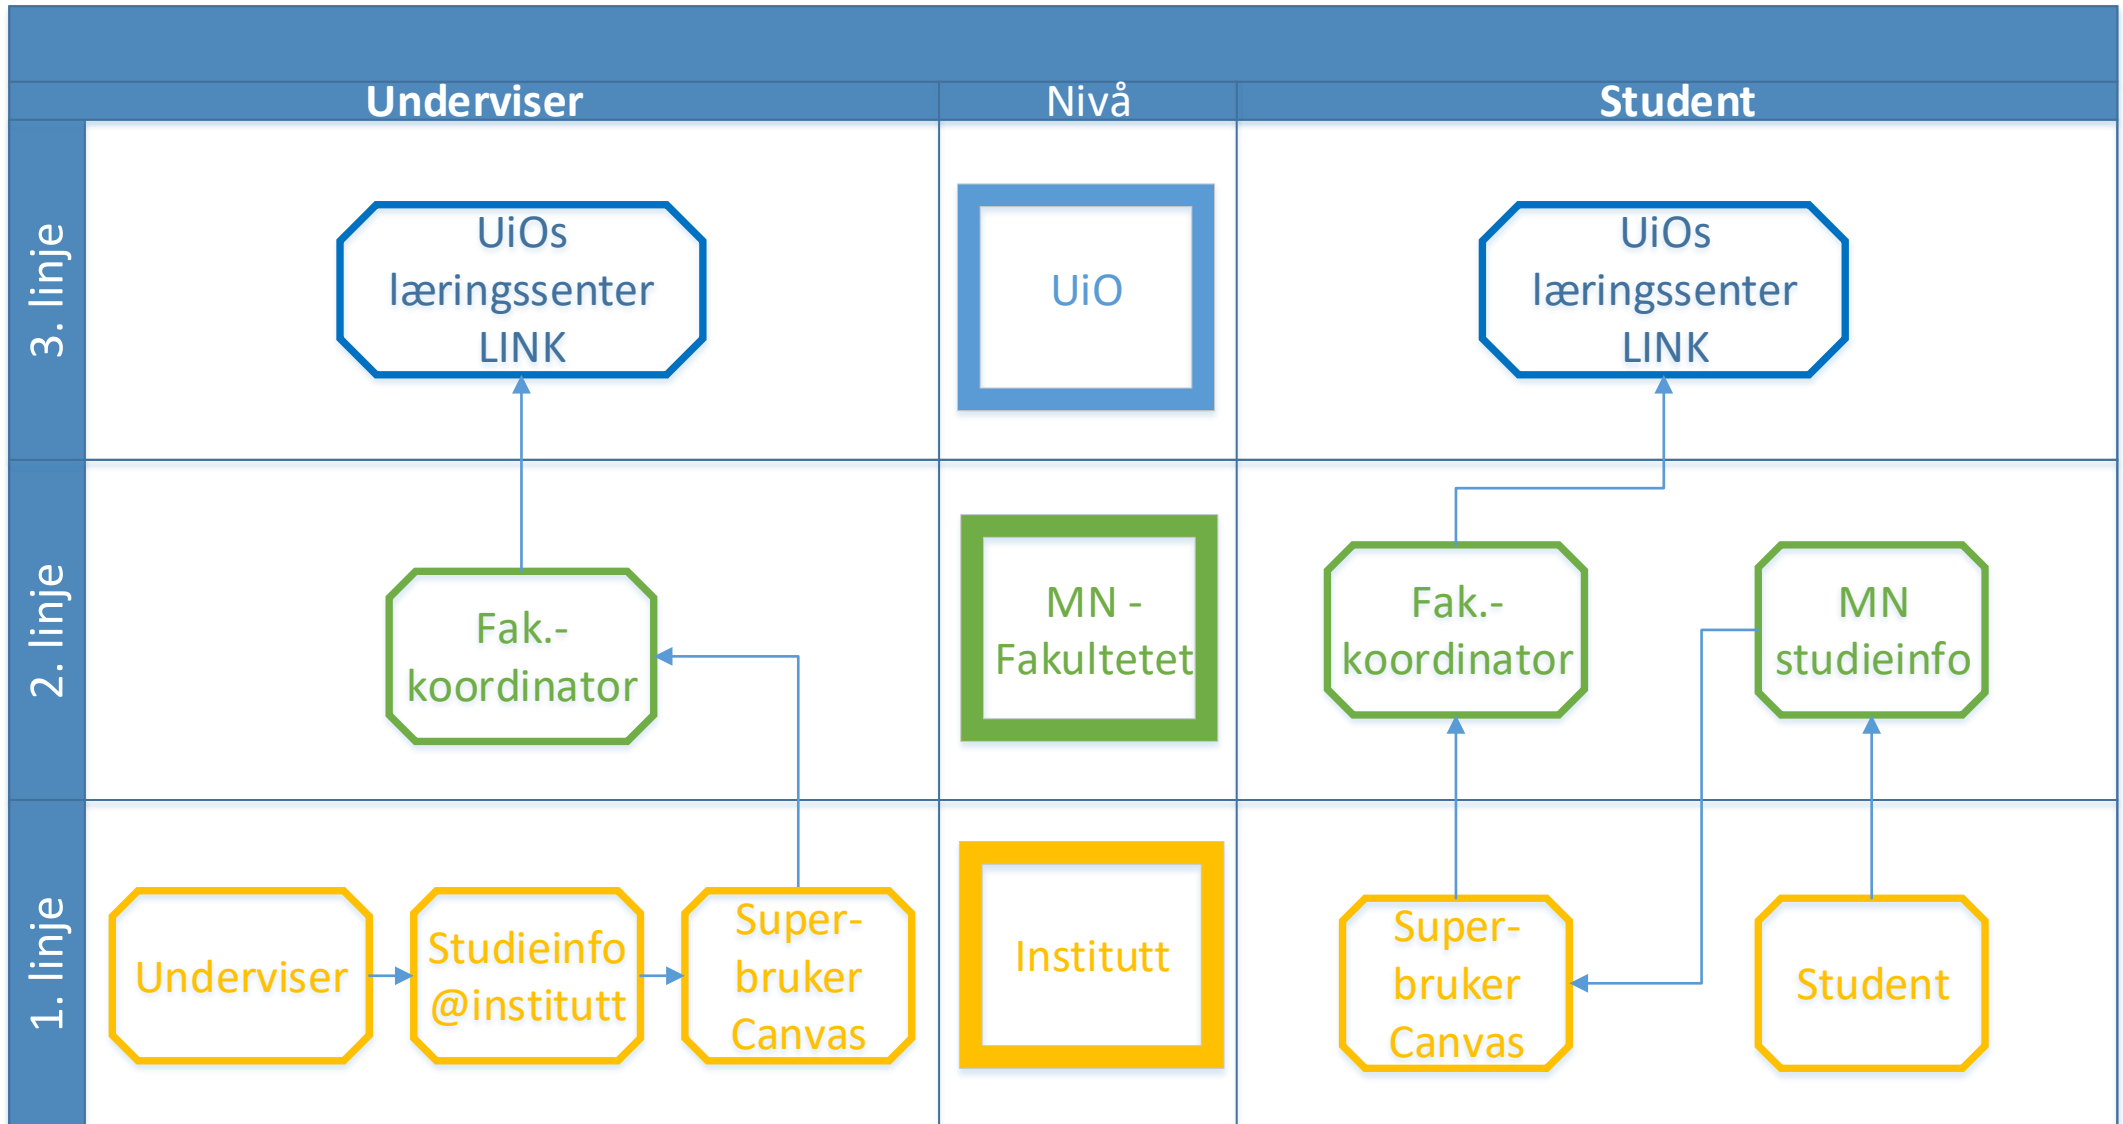 Underviser
Nivå
Student
3. linje
UiOs
læringssenter
LINK
UiO
UiOs
læringssenter
LINK
2. linje
Fak.-
koordinator
MN -
Fakultetet
Fak.-
koordinator
MN
studieinfo
1. linje
Underviser
Studieinfo
@institutt
Super-
bruker
Canvas
Institutt
Super-
bruker
Canvas
Student